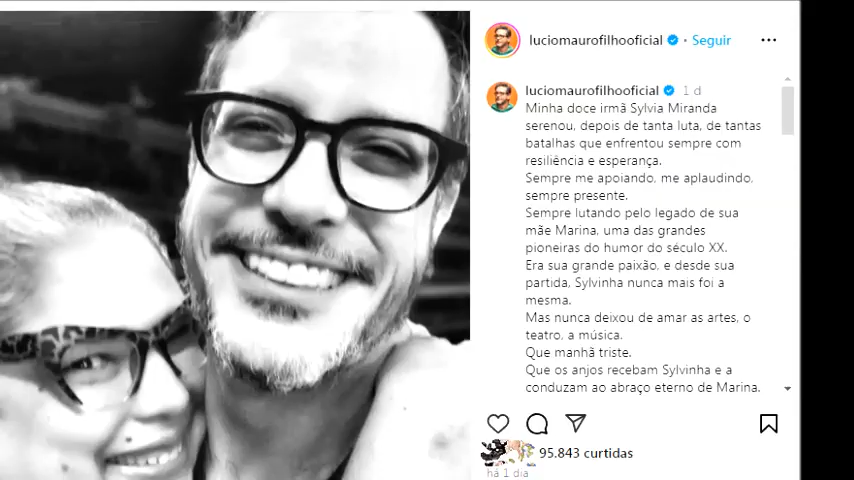 luciomaurofilhooficial • Seguir
luciomaurofilhooficial 1 d
Minha doce irmã Sylvia Miranda
serenou, depois de tanta luta, de tantas
batalhas que enfrentou sempre com
resiliência e esperança.
Sempre me apoiando, me aplaudindo,
sempre presente.
Sempre lutando pelo legado de sua
mãe Marina, uma das grandes
pioneiras do humor do século XX.
Era sua grande paixão, e desde sua
partida, Sylvinha nunca mais foi a
mesma.
Mas nunca deixou de amar as artes, o
teatro, a música.
Que manhã triste.
Que os anjos recebam Sylvinha e a
conduzam ao abraço eterno de Marina.
95.843 curtidas
há 1 dia